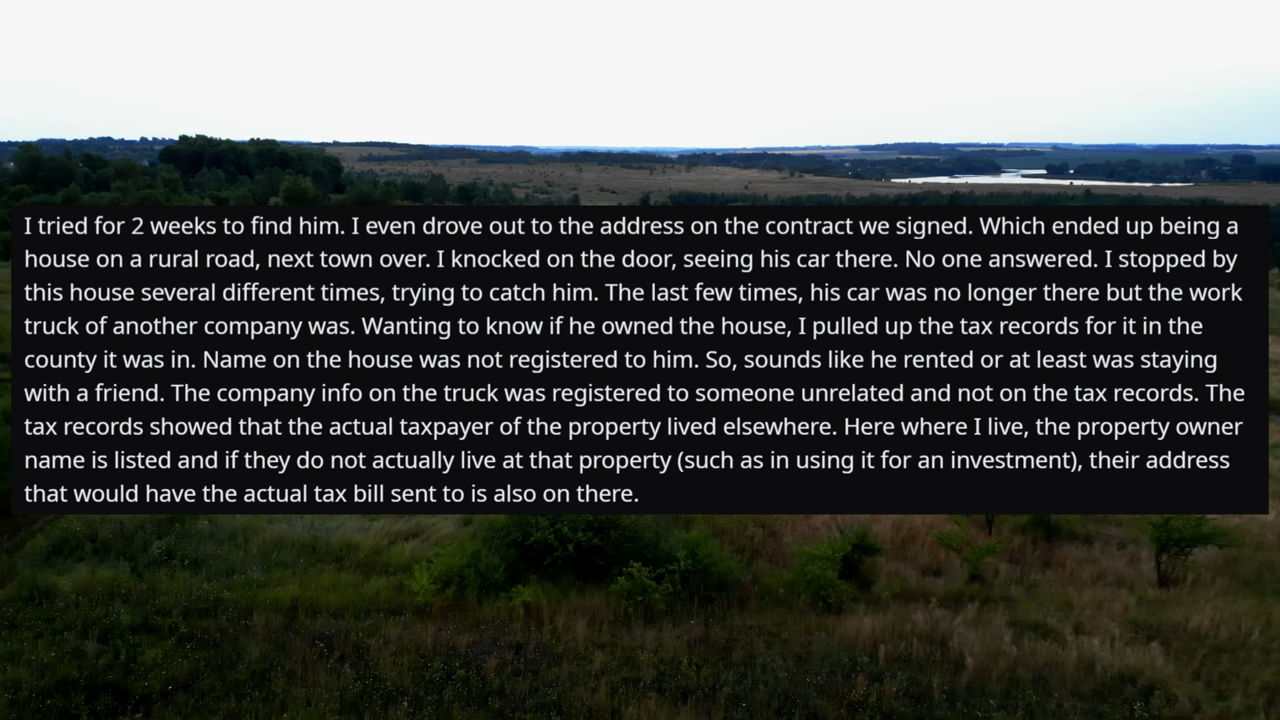 I tried for 2 weeks to find him. I even drove out to the address on the contract we signed. Which ended up being a
house on a rural road, next town over. I knocked on the door, seeing his car there. No one answered. I stopped by
this house several different times, trying to catch him. The last few times, his car was no longer there but the work
truck of another company was. Wanting to know if he owned the house, I pulled up the tax records for it in the
county it was in. Name on the house was not registered to him. So, sounds like he rented or at least was staying
with a friend. The company info on the truck was registered to someone unrelated and not on the tax records. The
tax records showed that the actual taxpayer of the property lived elsewhere. Here where I live, the property owner
name is listed and if they do not actually live at that property (such as in using it for an investment), their address
that would have the actual tax bill sent to is also on there.